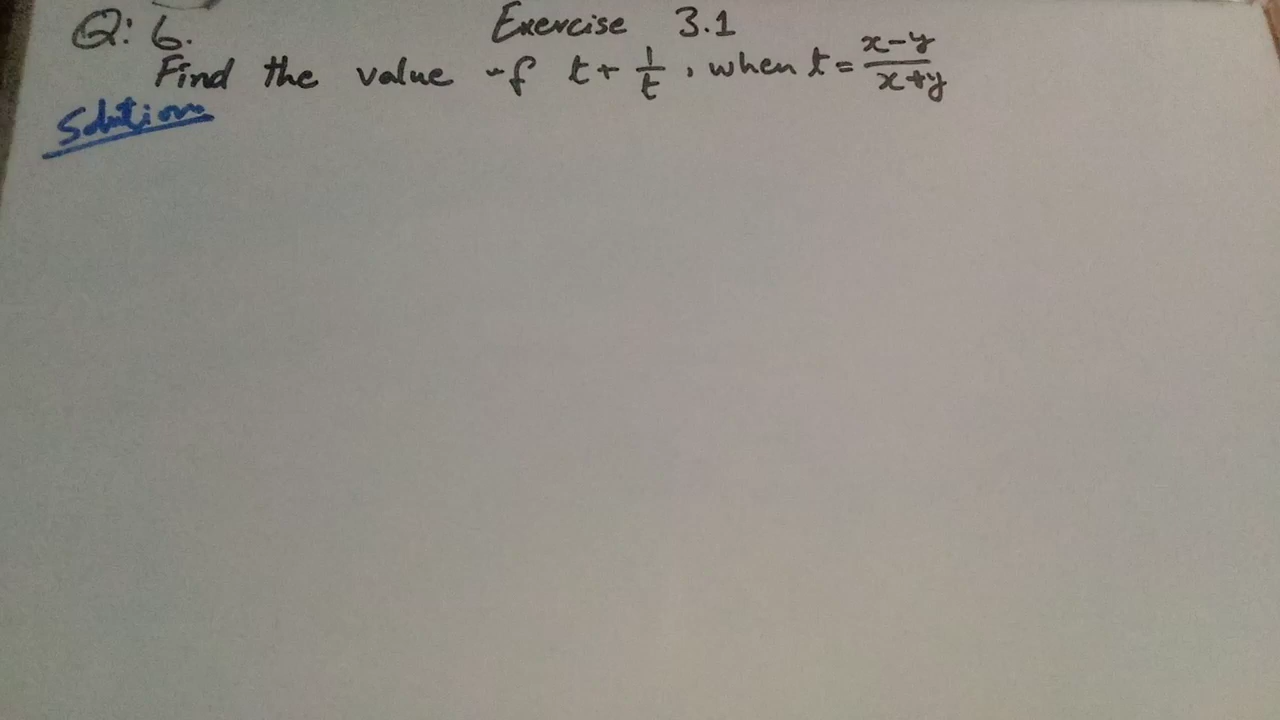 Exercise 3.1
Q: 6.
Find the value of t + 1/t, when t = x-y/x+y
Solution